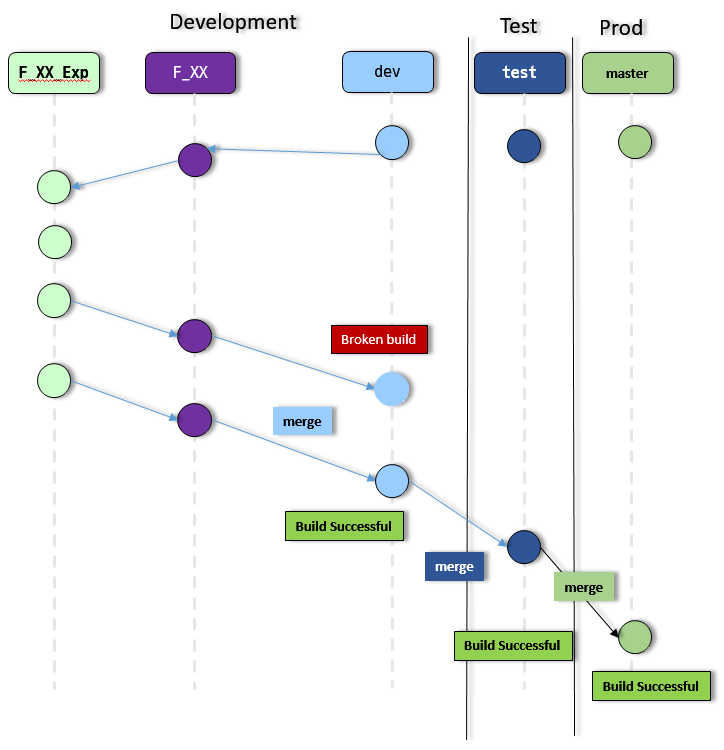 Development
Test
Prod
F_XX_Exp
F_XX
dev
test
master
Broken build
merge
Build Successful
merge
merge
Build Successful
Build Successful